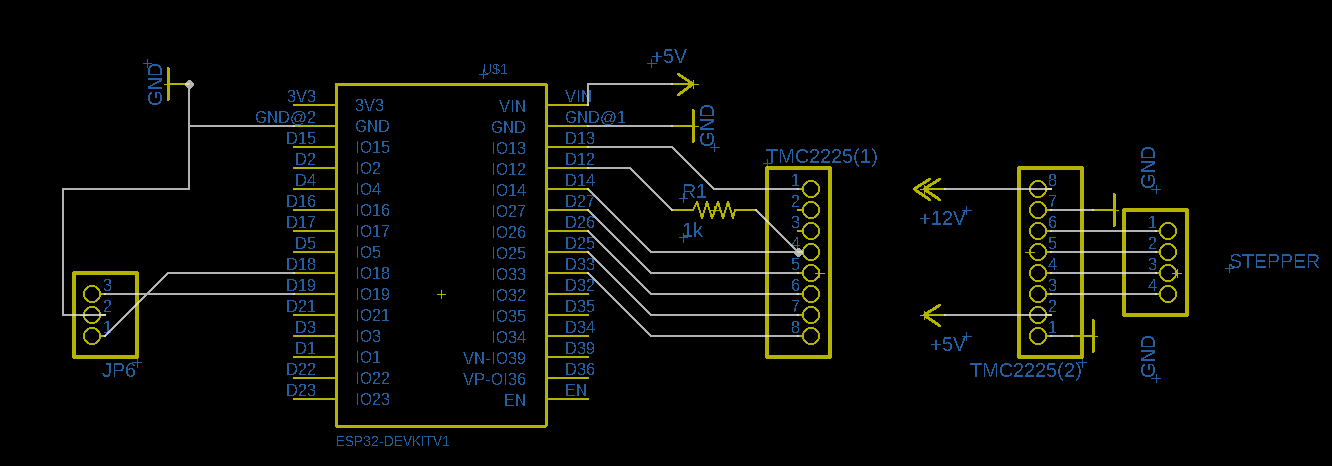 GND
3V3
GND@2
D15
D2
D4
D16
D17
D5
D18
D19
D21
D3
D1
D22
D23
3
2
1
JP6
U$1
3V3
GND
IO15
IO2
IO4
IO16
IO17
IO5
IO18
IO19
IO21
IO3
IO1
IO22
IO23
VIN
GND
IO13
IO12
IO14
IO27
IO26
IO25
IO33
IO32
IO35
IO34
VN-IO39
VP-OI36
EN
ESP32-DEVKITV1
VIN
GND@1
D13
D12
D14
D27
D26
D25
D33
D32
D35
D34
D39
D36
EN
+5V
GND
R1
1k
TMC2225(1)
1
2
3
4
5
6
7
8
+12V
+5V
8
7
6
5
4
3
2
1
TMC2225(2)
GND
1
2
3
4
GND
STEPPER